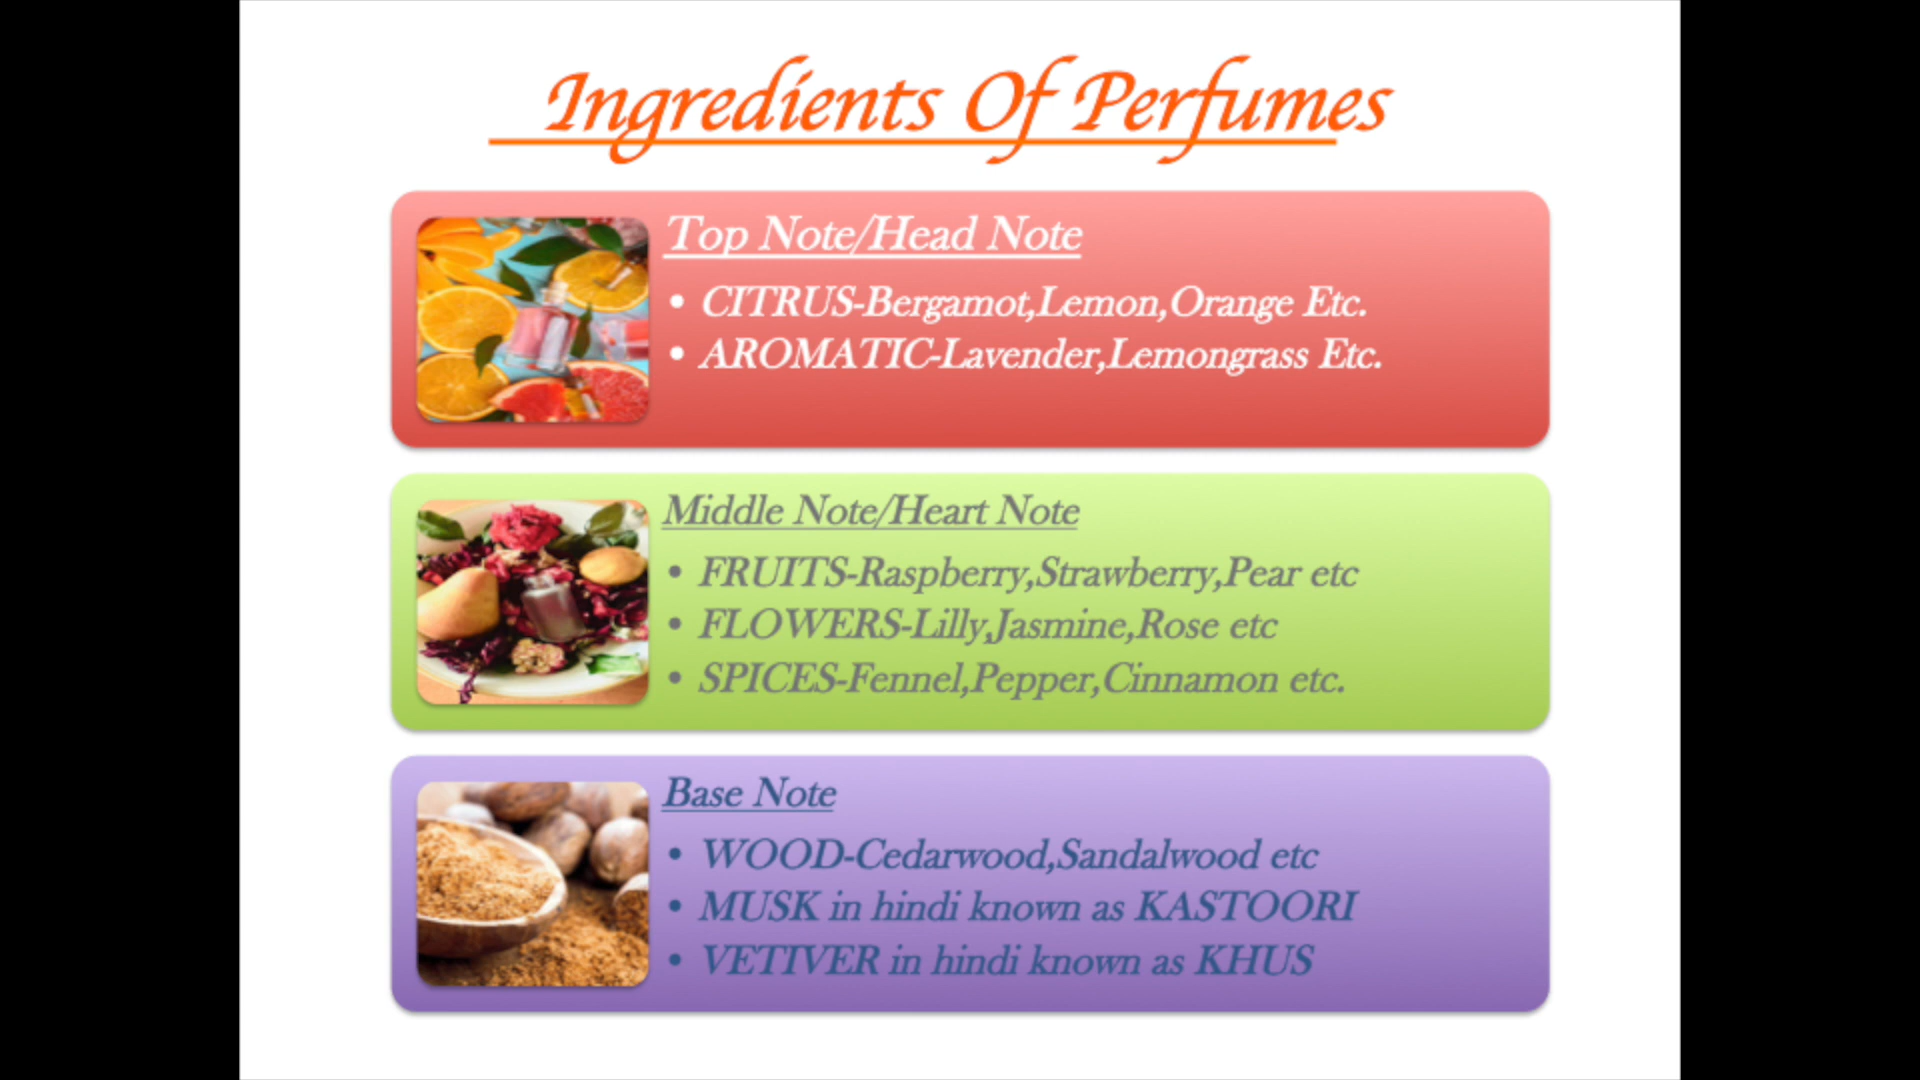 Ingredients Of Perfumes
Top Note/Head Note
• CITRUS-Bergamot,Lemon,Orange Etc.
• AROMATIC-Lavender,Lemongrass Etc.
Middle Note/Heart Note
• FRUITS-Raspberry,Strawberry,Pear etc
• FLOWERS-Lilly,Jasmine,Rose etc
• SPICES-Fennel,Pepper,Cinnamon etc.
Base Note
• WOOD-Cedarwood,Sandalwood etc
• MUSK in hindi known as KASTOORI
• VETIVER in hindi known as KHUS